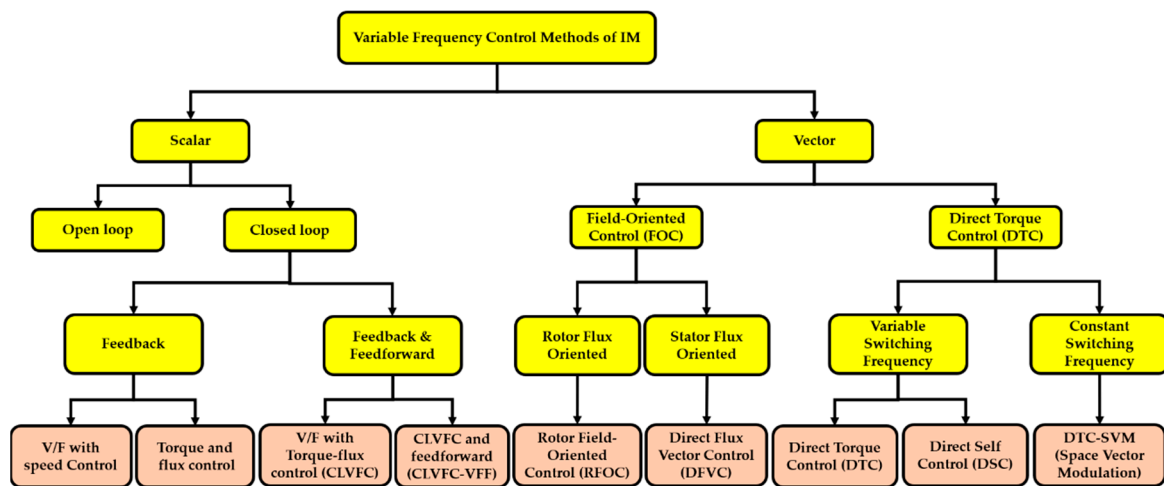 Variable Frequency Control Methods of IM
Scalar
Vector
Open loop
Closed loop
Field-Oriented
Control (FOC)
Direct Torque
Control (DTC)
Feedback
Feedback &
Feedforward
Rotor Flux
Oriented
Stator Flux
Oriented
Variable
Switching
Frequency
Constant
Switching
Frequency
V/F with
speed Control
Torque and
flux control
V/F with
Torque-flux
control (CLVFC)
CLVFC and
feedforward
(CLVFC-VFF)
Rotor Field-
Oriented
Control (RFOC)
Direct Flux
Vector Control
(DFVC)
Direct Torque
Control (DTC)
Direct Self
Control (DSC)
DTC-SVM
(Space Vector
Modulation)